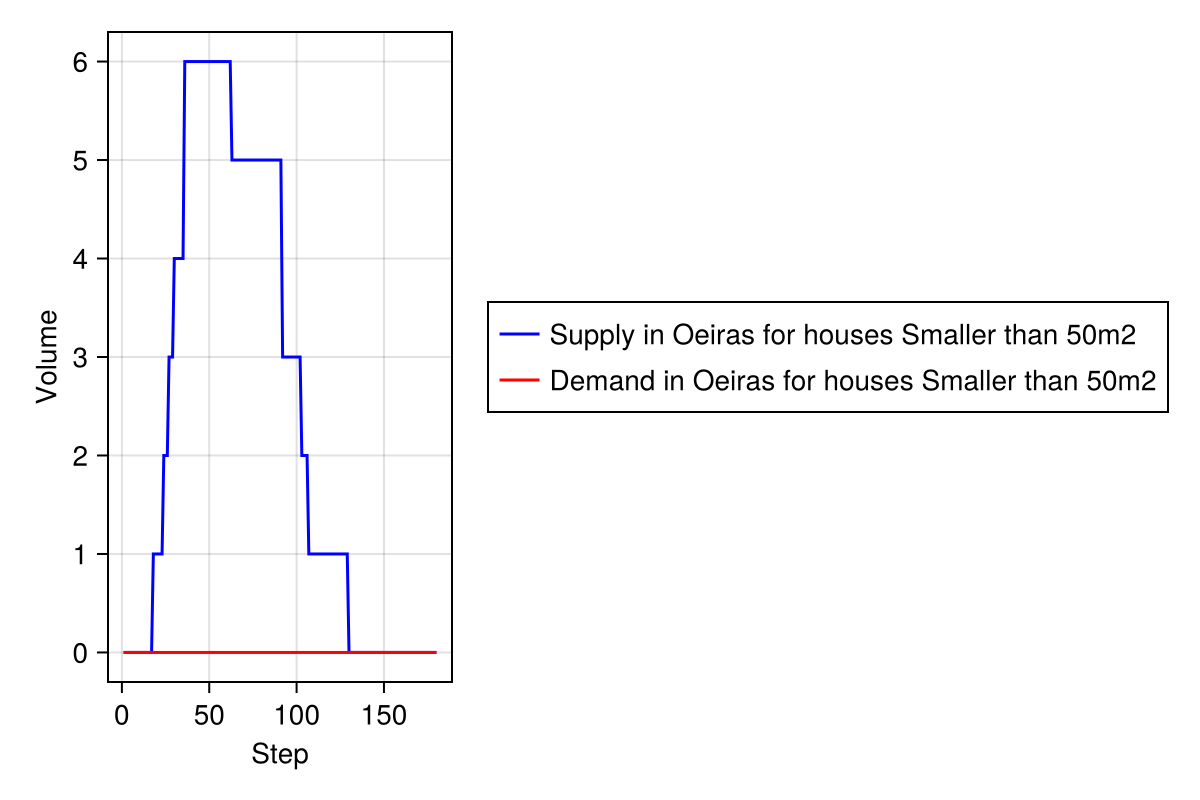 6
5
4
3
2
1
0
Volume
0 50 100 150
Step
Supply in Oeiras for houses Smaller than 50m2
Demand in Oeiras for houses Smaller than 50m2